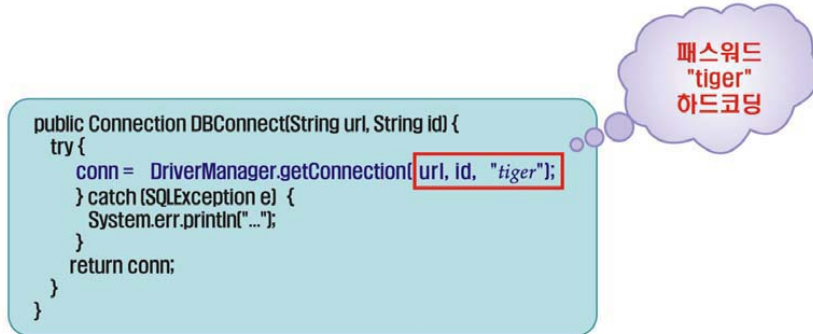 패스워드
"tiger"
하드코딩
public Connection DBConnect(String url, String id) {
try {
conn = DriverManager.getConnection( url, id, "tiger");
} catch (SQLException e) {
System.err.println("...");
}
return conn;
}
}